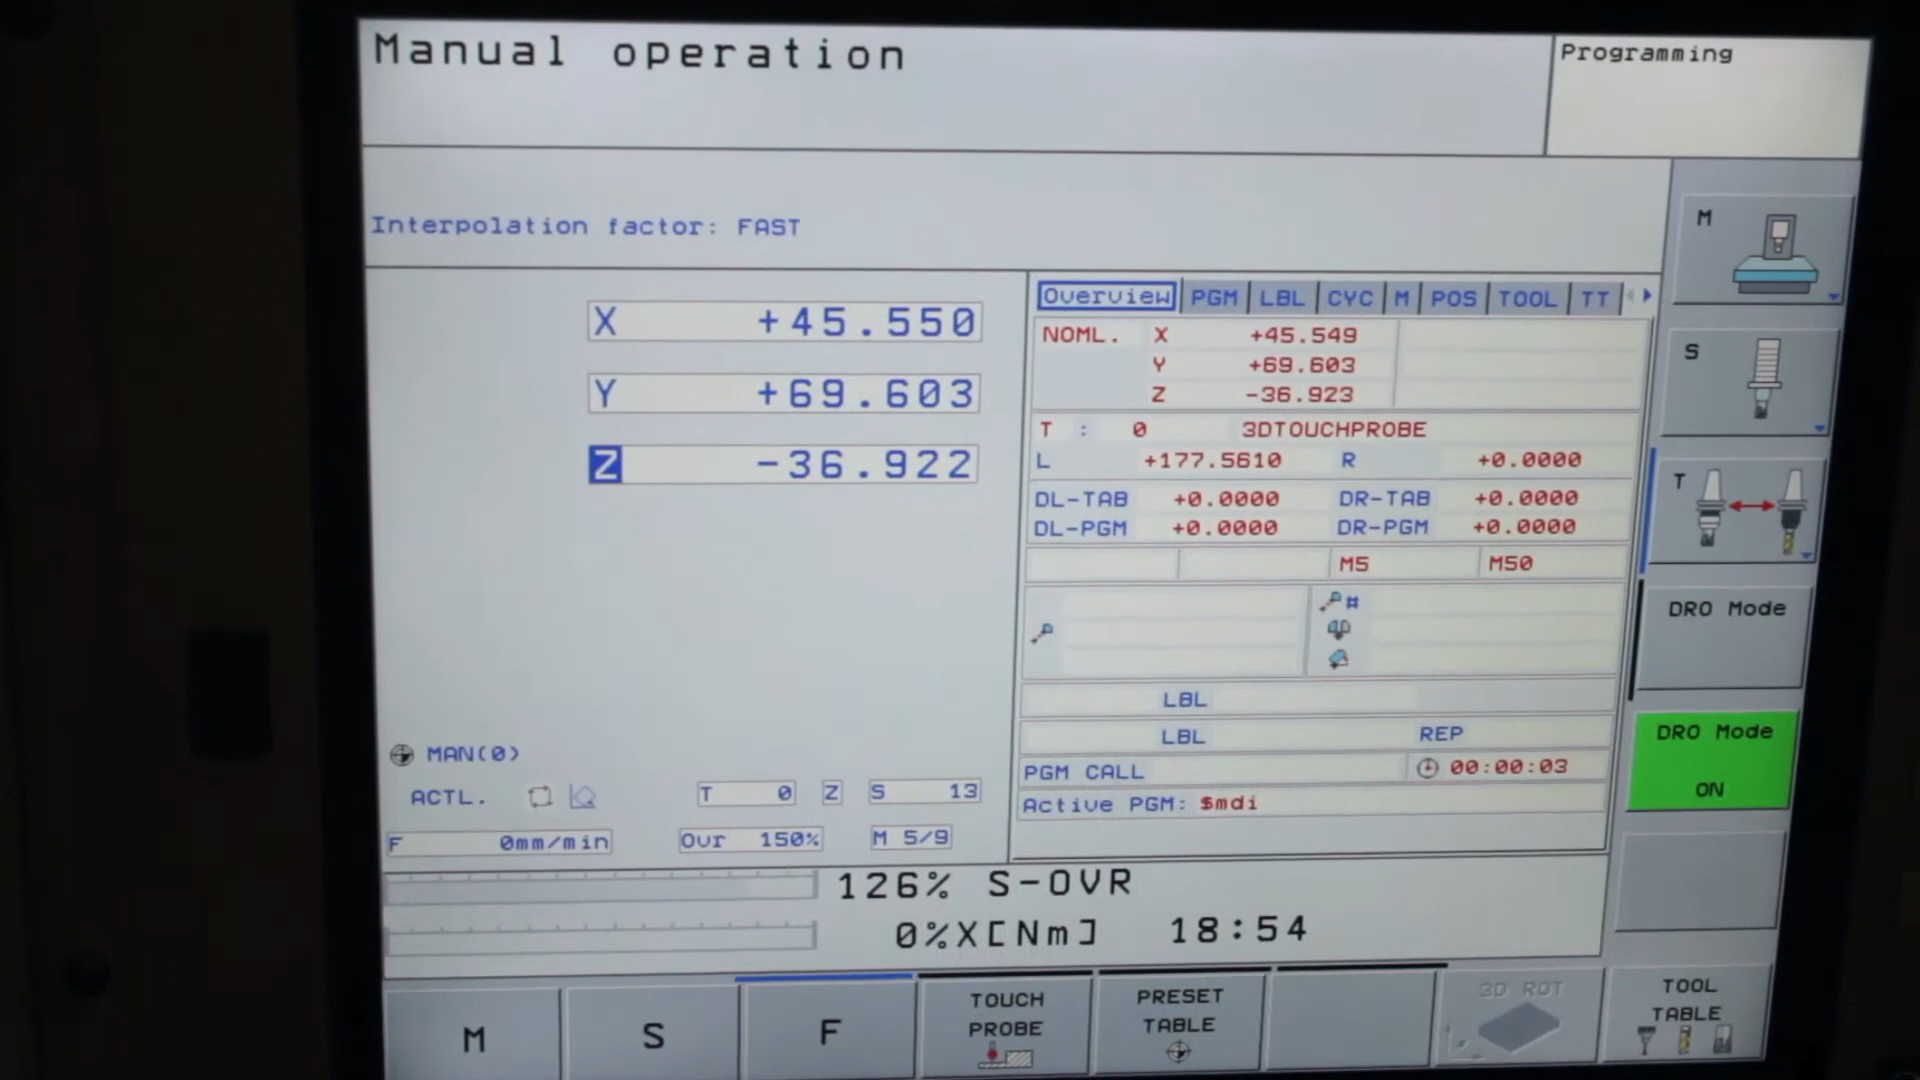 Manual operation
Programming
Interpolation factor: FAST
X +45.550
Y +69.603
Z -36.922
Overview PGM LBL CYC M POS TOOL TT
NOML. X +45.549
Y +69.603
Z -36.923
T : 0 3DTOUCHPROBE
L +177.5610 R +0.0000
DL-TAB +0.0000 DR-TAB +0.0000
DL-PGM +0.0000 DR-PGM +0.0000
M5 M50
#
LBL
LBL REP
PGM CALL 00:00:03
Active PGM: $mdi
MAN(0)
ACTL. T 0 Z S 13
F 0mm/min Ovr 150% M 5/9
126% S-OVR
0%X[Nm] 18:54
M
S
T
DRO Mode
DRO Mode
ON
M
S
F
TOUCH
PROBE
PRESET
TABLE
3D ROT
TOOL
TABLE